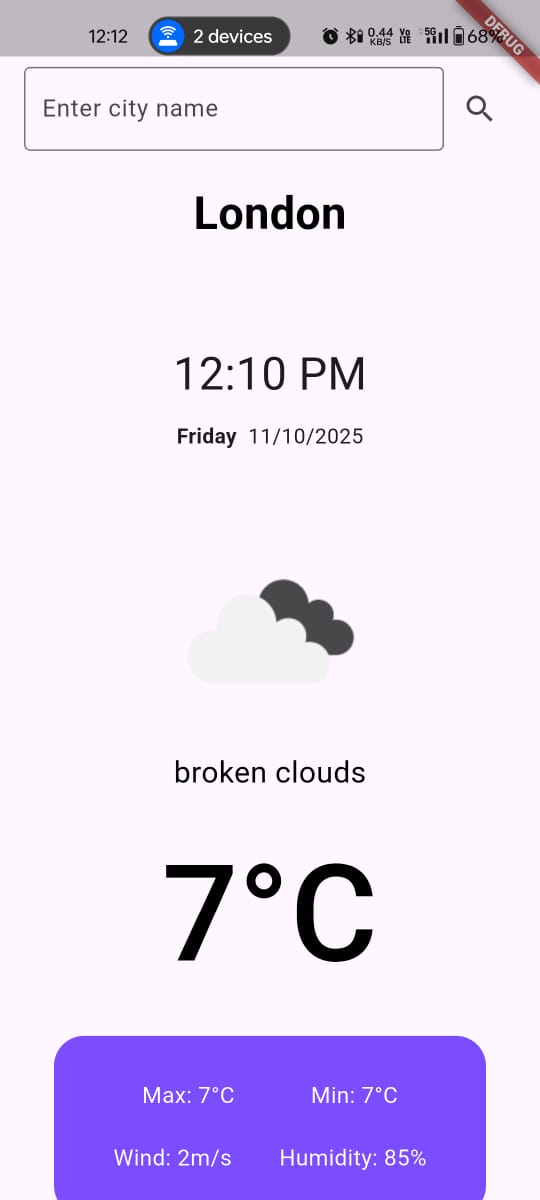 12:12 2 devices 0.44 KB/S Vo LTE 5G 68%
DEBUG
Enter city name
London
12:10 PM
Friday 11/10/2025
broken clouds
7°C
Max: 7°C Min: 7°C
Wind: 2m/s Humidity: 85%